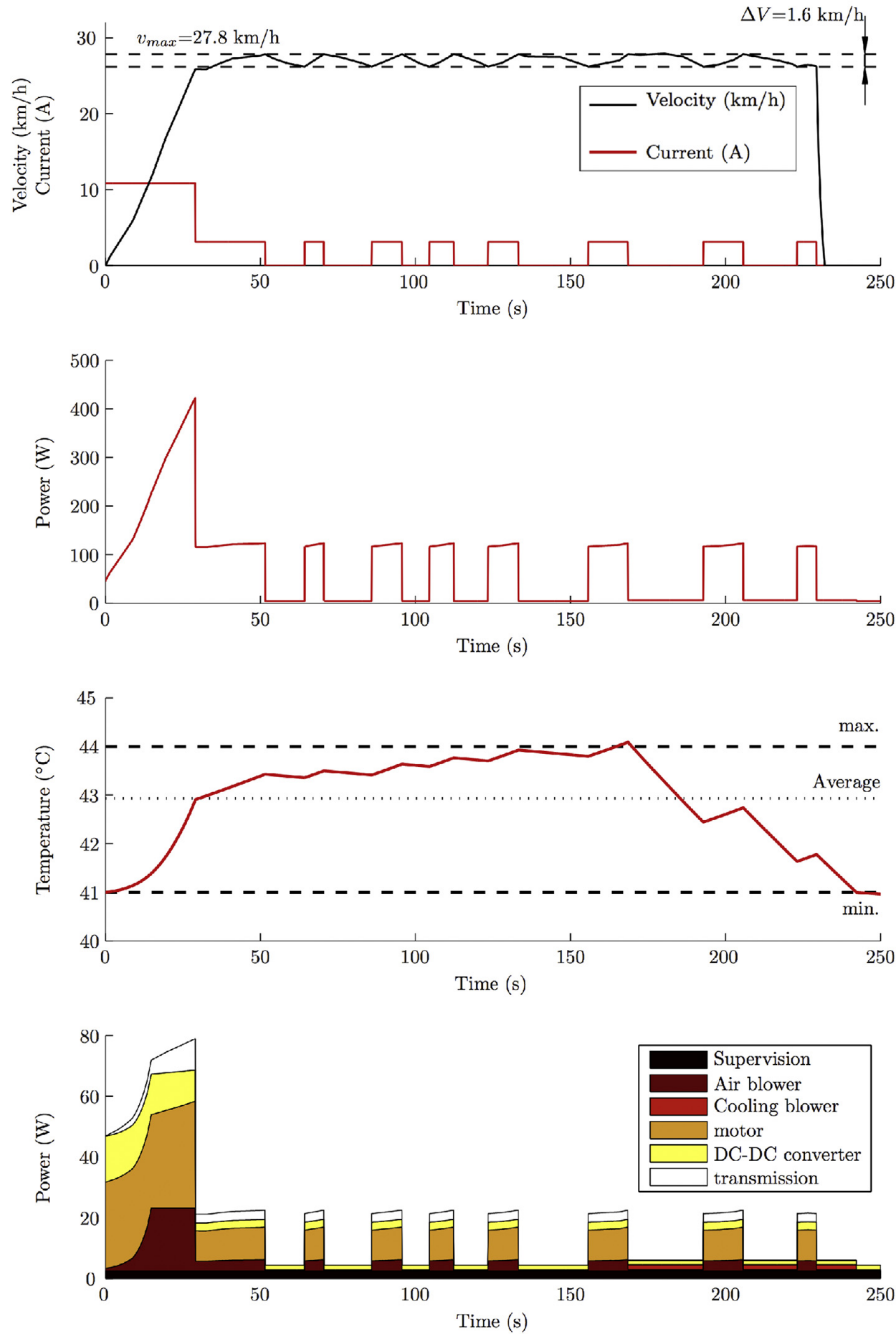 ΔV=1.6 km/h
v_max=27.8 km/h
30
20
10
0
Velocity (km/h)
Current (A)
Velocity (km/h)
Current (A)
0 50 100 150 200 250
Time (s)
500
400
300
200
100
0
Power (W)
0 50 100 150 200 250
Time (s)
45
44
43
42
41
40
Temperature (°C)
max.
Average
min.
0 50 100 150 200 250
Time (s)
80
60
40
20
0
Power (W)
Supervision
Air blower
Cooling blower
motor
DC-DC converter
transmission
0 50 100 150 200 250
Time (s)